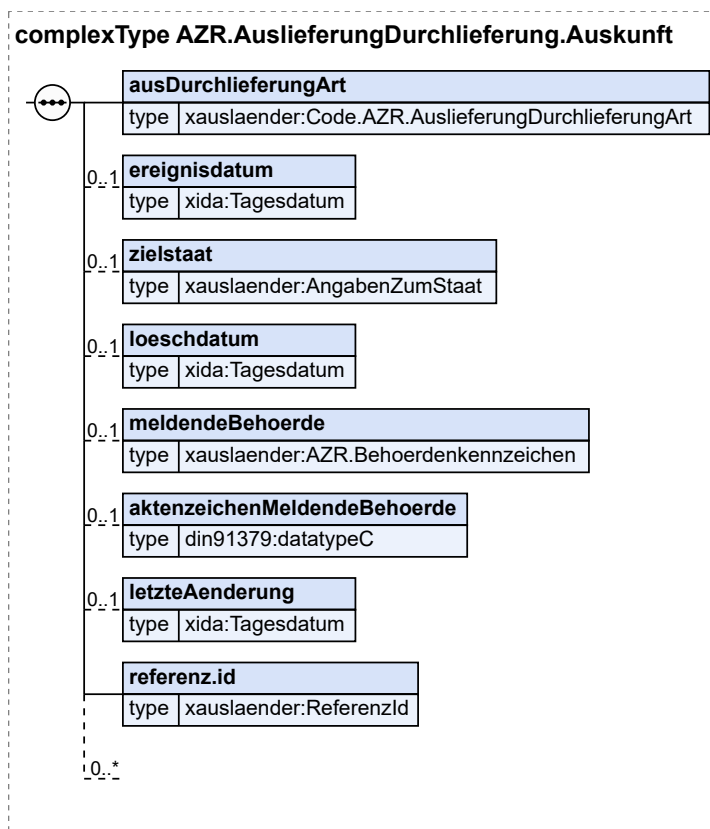 complexType AZR.AuslieferungDurchlieferung.Auskunft
ausDurchlieferungArt
type xauslaender:Code.AZR.AuslieferungDurchlieferungArt
0..1 ereignisdatum
type xida:Tagesdatum
0..1 zielstaat
type xauslaender:AngabenZumStaat
0..1 loeschdatum
type xida:Tagesdatum
0..1 meldendeBehoerde
type xauslaender:AZR.Behoerdenkennzeichen
0..1 aktenzeichenMeldendeBehoerde
type din91379:datatypeC
0..1 letzteAenderung
type xida:Tagesdatum
referenz.id
type xauslaender:ReferenzId
0..*